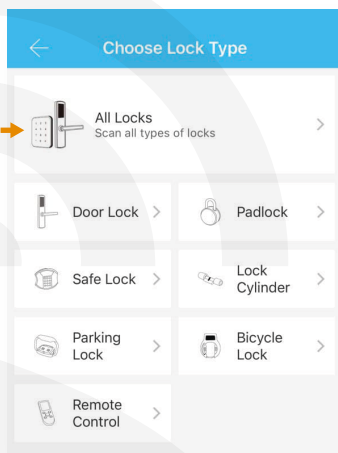 Choose Lock Type
All Locks
Scan all types of locks
Door Lock
Padlock
Safe Lock
Lock
Cylinder
Parking
Lock
Bicycle
Lock
Remote
Control